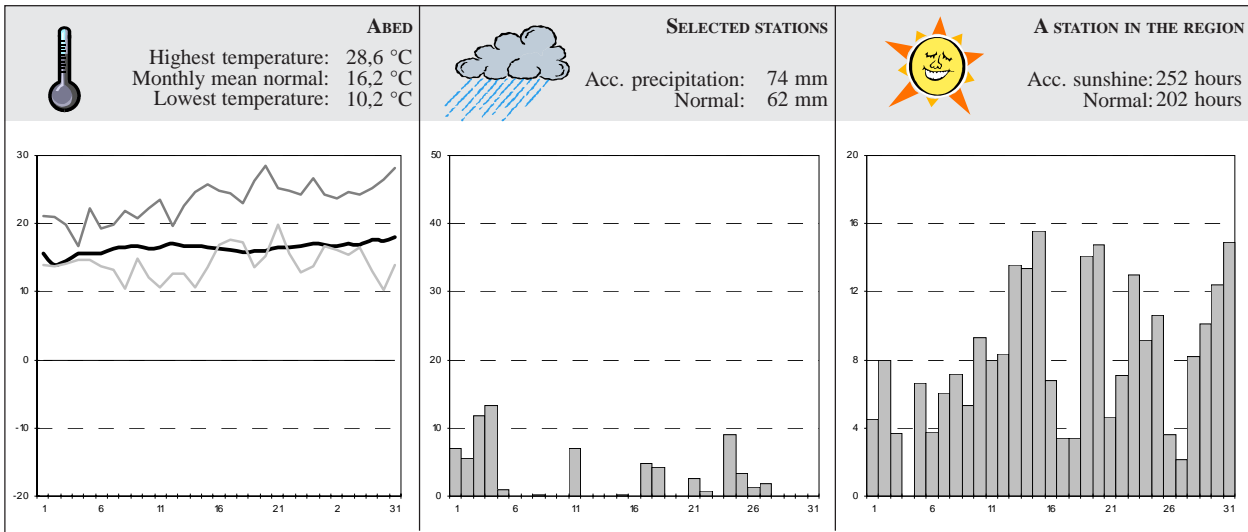 ABED
Highest temperature: 28,6 °C
Monthly mean normal: 16,2 °C
Lowest temperature: 10,2 °C
30
20
10
0
-10
-20
1 6 11 16 21 2 31
SELECTED STATIONS
Acc. precipitation: 74 mm
Normal: 62 mm
50
40
30
20
10
0
1 6 11 16 21 26 31
A STATION IN THE REGION
Acc. sunshine: 252 hours
Normal: 202 hours
20
16
12
8
4
0
1 6 11 16 21 26 31